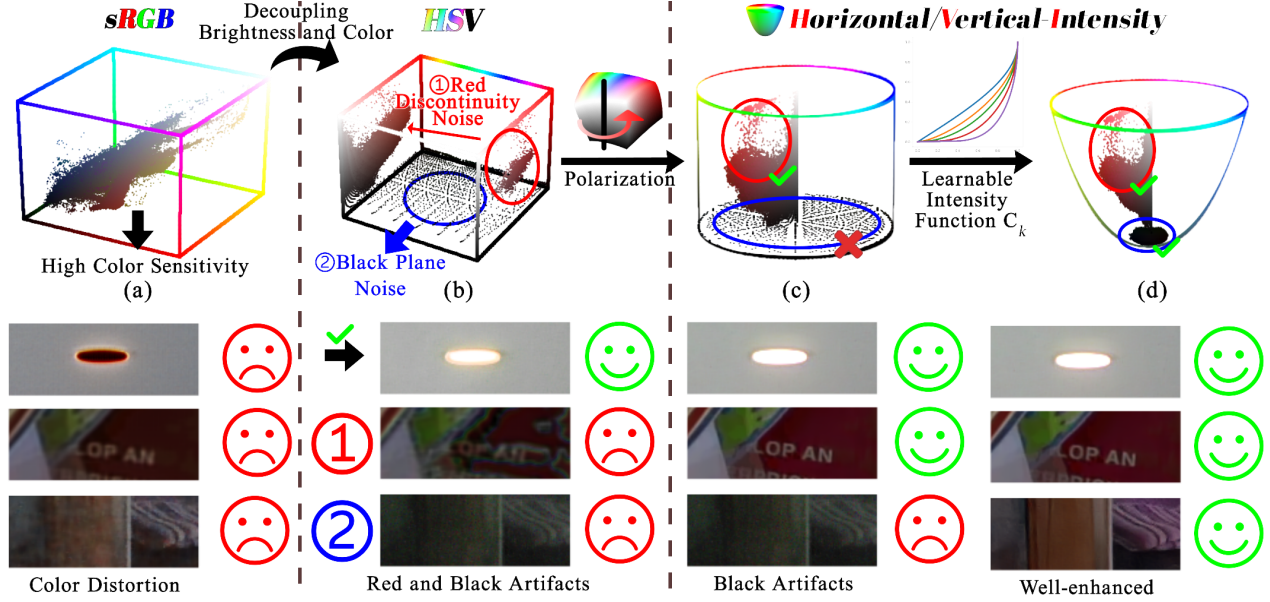 sRGB
Decoupling
Brightness and Color
HSV
Horizontal/Vertical-Intensity
①Red
Discontinuity
Noise
Polarization
Learnable
Intensity
Function Ck
High Color Sensitivity
②Black Plane
Noise
(a)
(b)
(c)
(d)
LOP AN
1
LOP AN
LOP AN
LOP AN
2
Color Distortion
Red and Black Artifacts
Black Artifacts
Well-enhanced